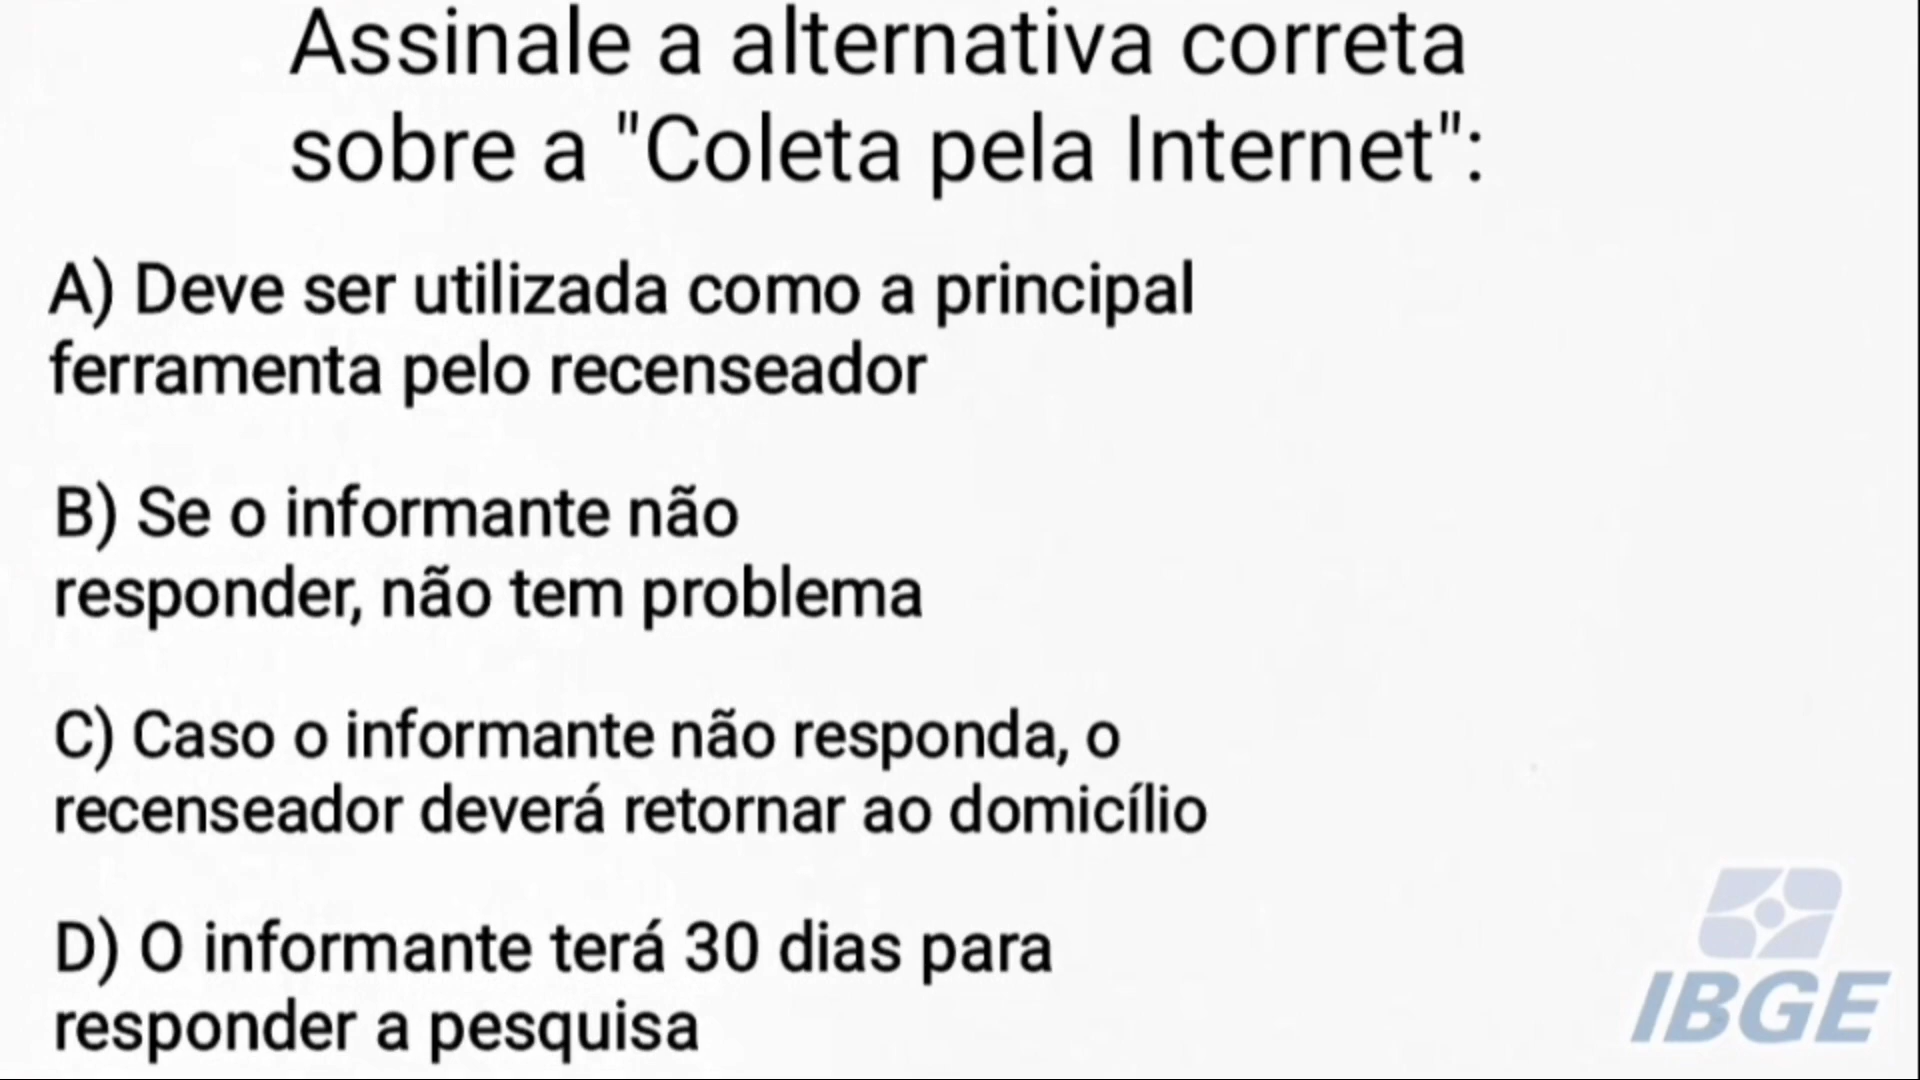 Assinale a alternativa correta
sobre a "Coleta pela Internet":
A) Deve ser utilizada como a principal
ferramenta pelo recenseador
B) Se o informante não
responder, não tem problema
C) Caso o informante não responda, o
recenseador deverá retornar ao domicílio
D) O informante terá 30 dias para
responder a pesquisa
IBGE